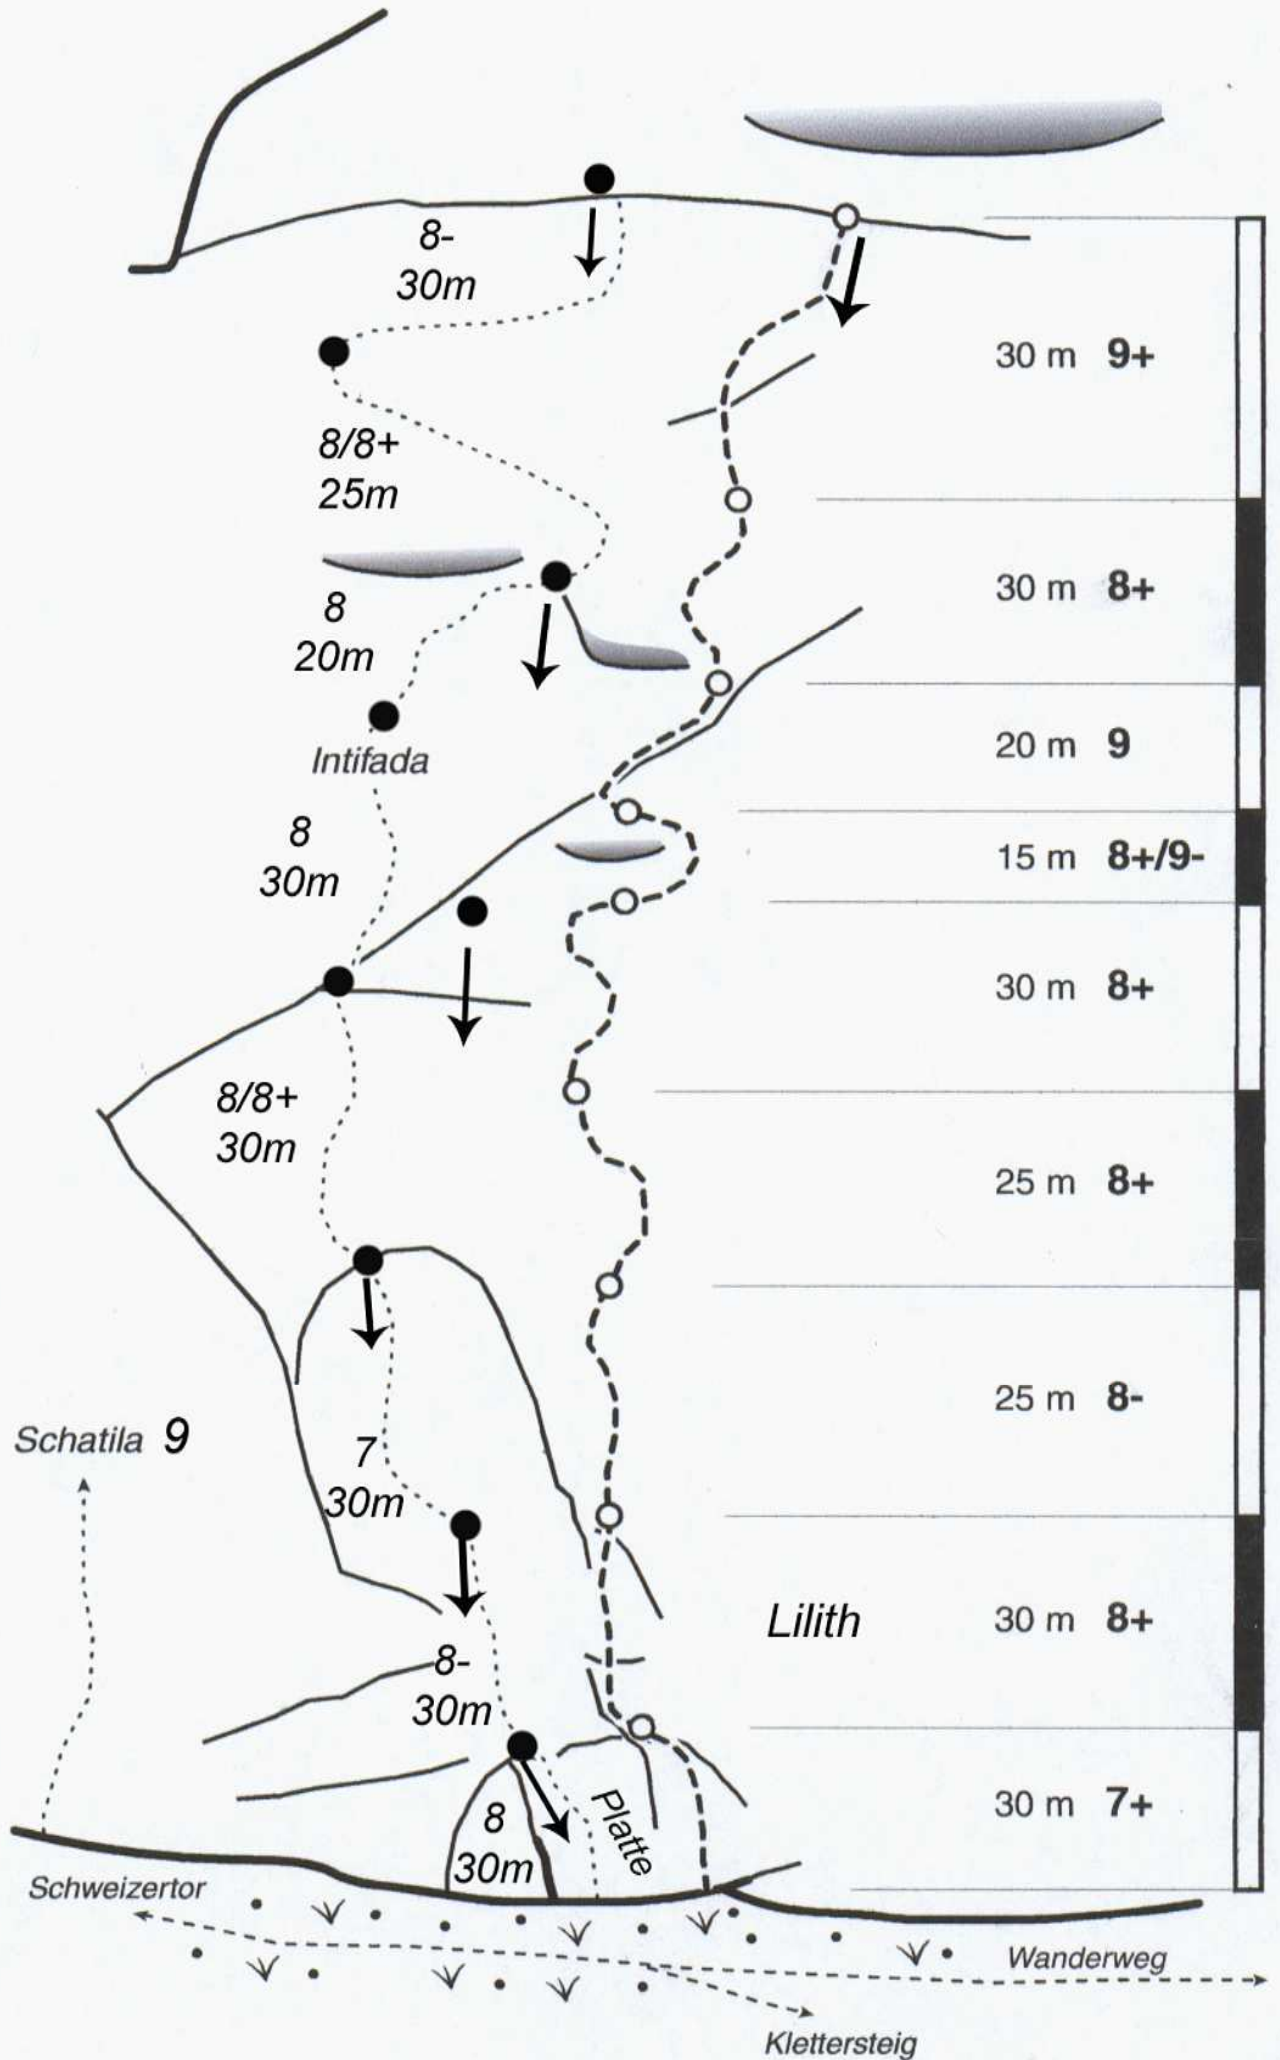 8-
30m
30 m 9+
8/8+
25m
30 m 8+
8
20m
20 m 9
Intifada
8
30m
15 m 8+/9-
30 m 8+
8/8+
30m
25 m 8+
25 m 8-
Schatila 9
7
30m
Lilith
30 m 8+
8-
30m
Platte
30 m 7+
8
30m
Schweizertor
Wanderweg
Klettersteig